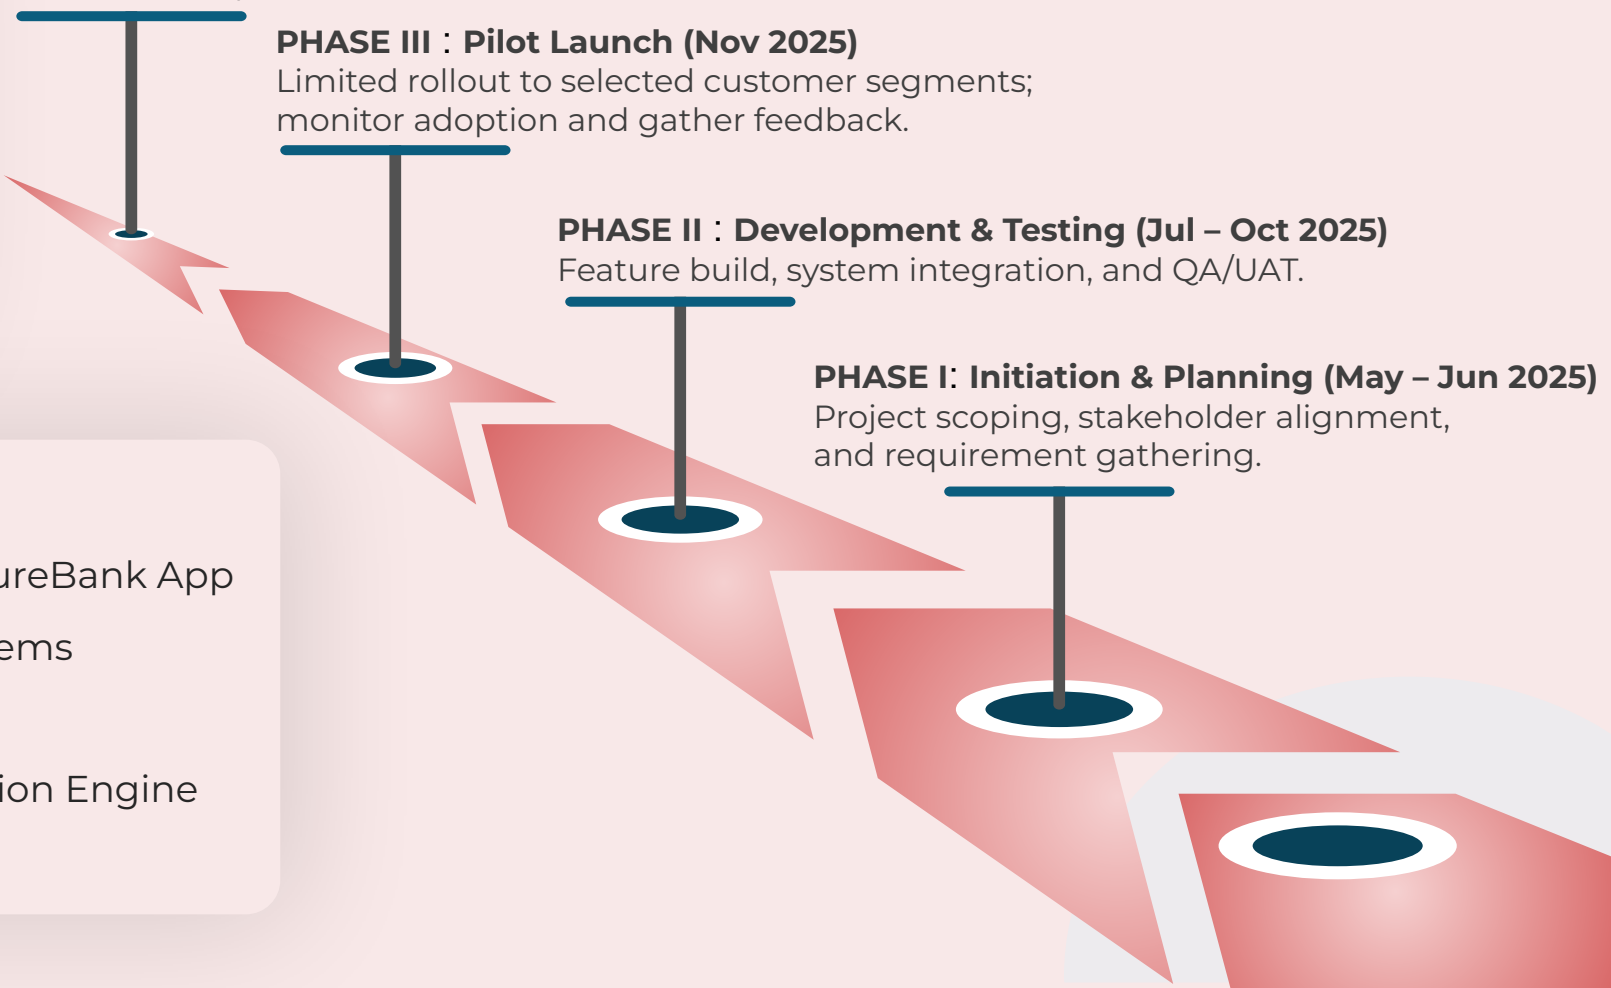 PHASE III : Pilot Launch (Nov 2025)
Limited rollout to selected customer segments;
monitor adoption and gather feedback.
PHASE II : Development & Testing (Jul – Oct 2025)
Feature build, system integration, and QA/UAT.
PHASE I: Initiation & Planning (May – Jun 2025)
Project scoping, stakeholder alignment,
and requirement gathering.
ureBank App
ems
ion Engine